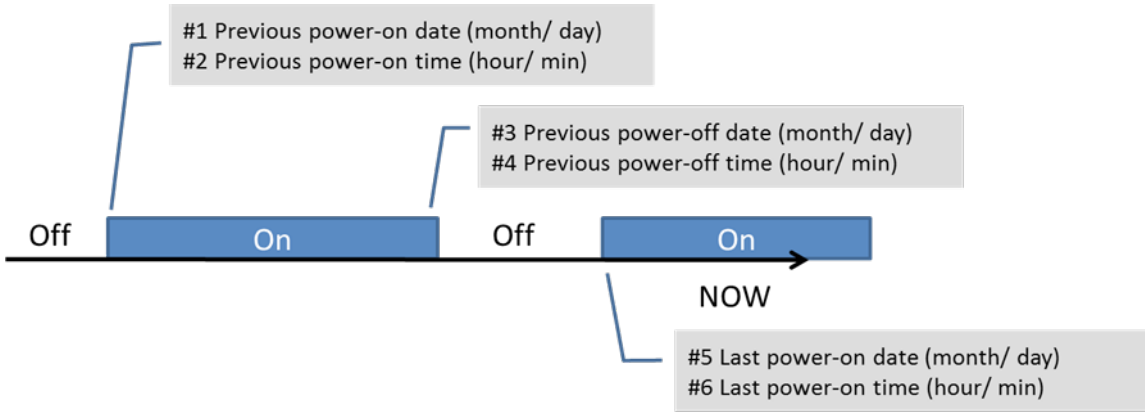 #1 Previous power-on date (month/ day)
#2 Previous power-on time (hour/ min)
#3 Previous power-off date (month/ day)
#4 Previous power-off time (hour/ min)
Off
On
Off
On
NOW
#5 Last power-on date (month/ day)
#6 Last power-on time (hour/ min)